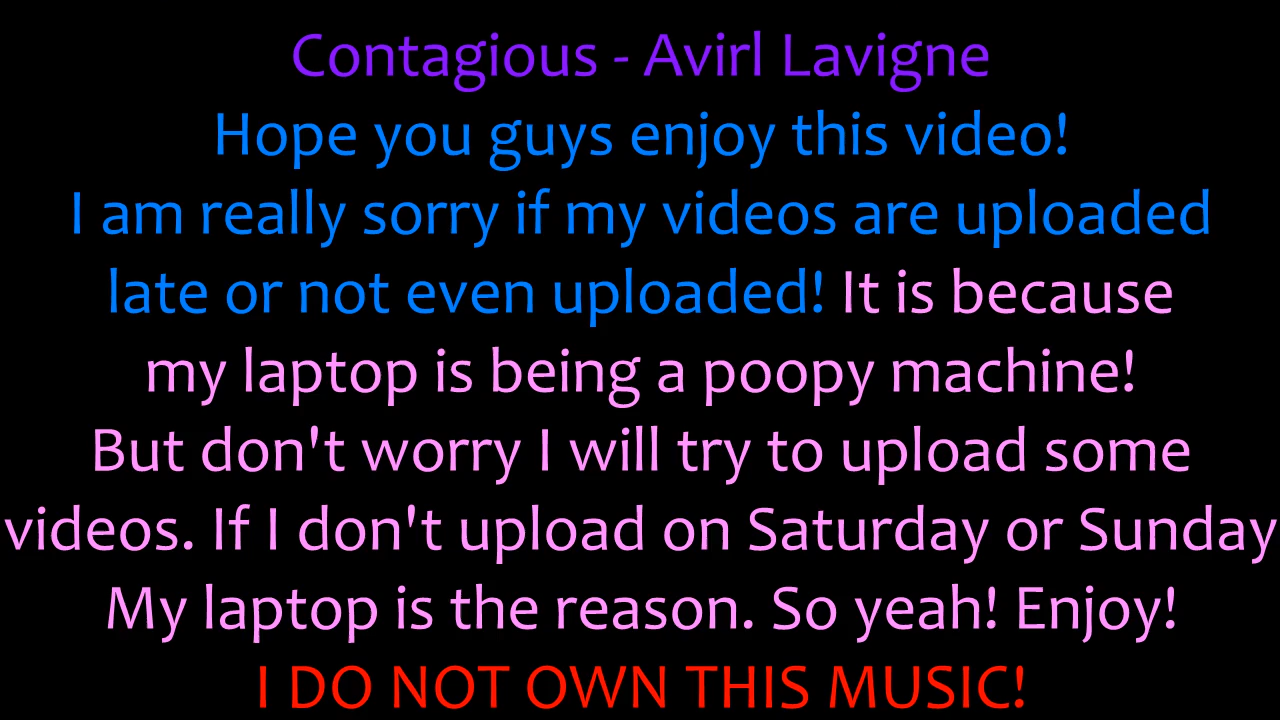 Contagious - Avirl Lavigne
Hope you guys enjoy this video!
I am really sorry if my videos are uploaded
late or not even uploaded! It is because
my laptop is being a poopy machine!
But don't worry I will try to upload some
videos. If I don't upload on Saturday or Sunday
My laptop is the reason. So yeah! Enjoy!
I DO NOT OWN THIS MUSIC!